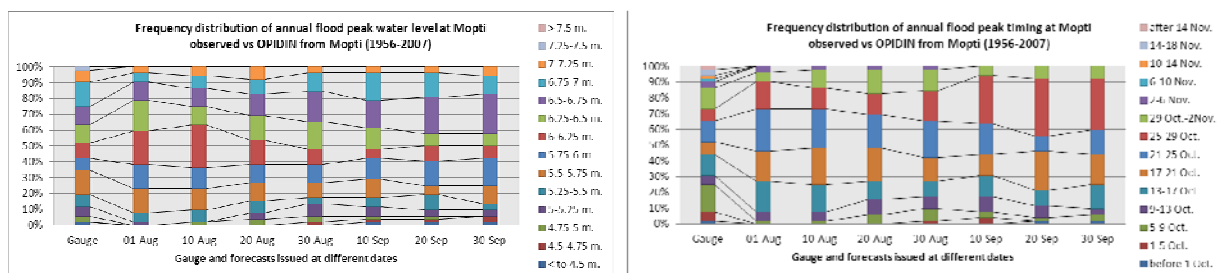 Frequency distribution of annual flood peak water level at Mopti
observed vs OPIDIN from Mopti (1956-2007)
100%
90%
80%
70%
60%
50%
40%
30%
20%
10%
0%
Gauge 01 Aug 10 Aug 20 Aug 30 Aug 10 Sep 20 Sep 30 Sep
Gauge and forecasts issued at different dates
> 7.5 m.
7.25-7.5 m.
7-7.25 m.
6.75-7 m.
6.5-6.75 m.
6.25-6.5 m.
6-6.25 m.
5.75-6 m.
5.5-5.75 m.
5.25-5.5 m.
5-5.25 m.
4.75-5 m.
4.5-4.75 m.
< to 4.5 m.
Frequency distribution of annual flood peak timing at Mopti
observed vs OPIDIN from Mopti (1956-2007)
100%
90%
80%
70%
60%
50%
40%
30%
20%
10%
0%
Gauge 01 Aug 10 Aug 20 Aug 30 Aug 10 Sep 20 Sep 30 Sep
Gauge and forecasts issued at different dates
after 14 Nov.
14-18 Nov.
10-14 Nov.
6-10 Nov.
2-6 Nov.
29 Oct.-2Nov.
25-29 Oct.
21-25 Oct.
17-21 Oct.
13-17 Oct.
9-13 Oct.
5-9 Oct.
1-5 Oct.
before 1 Oct.